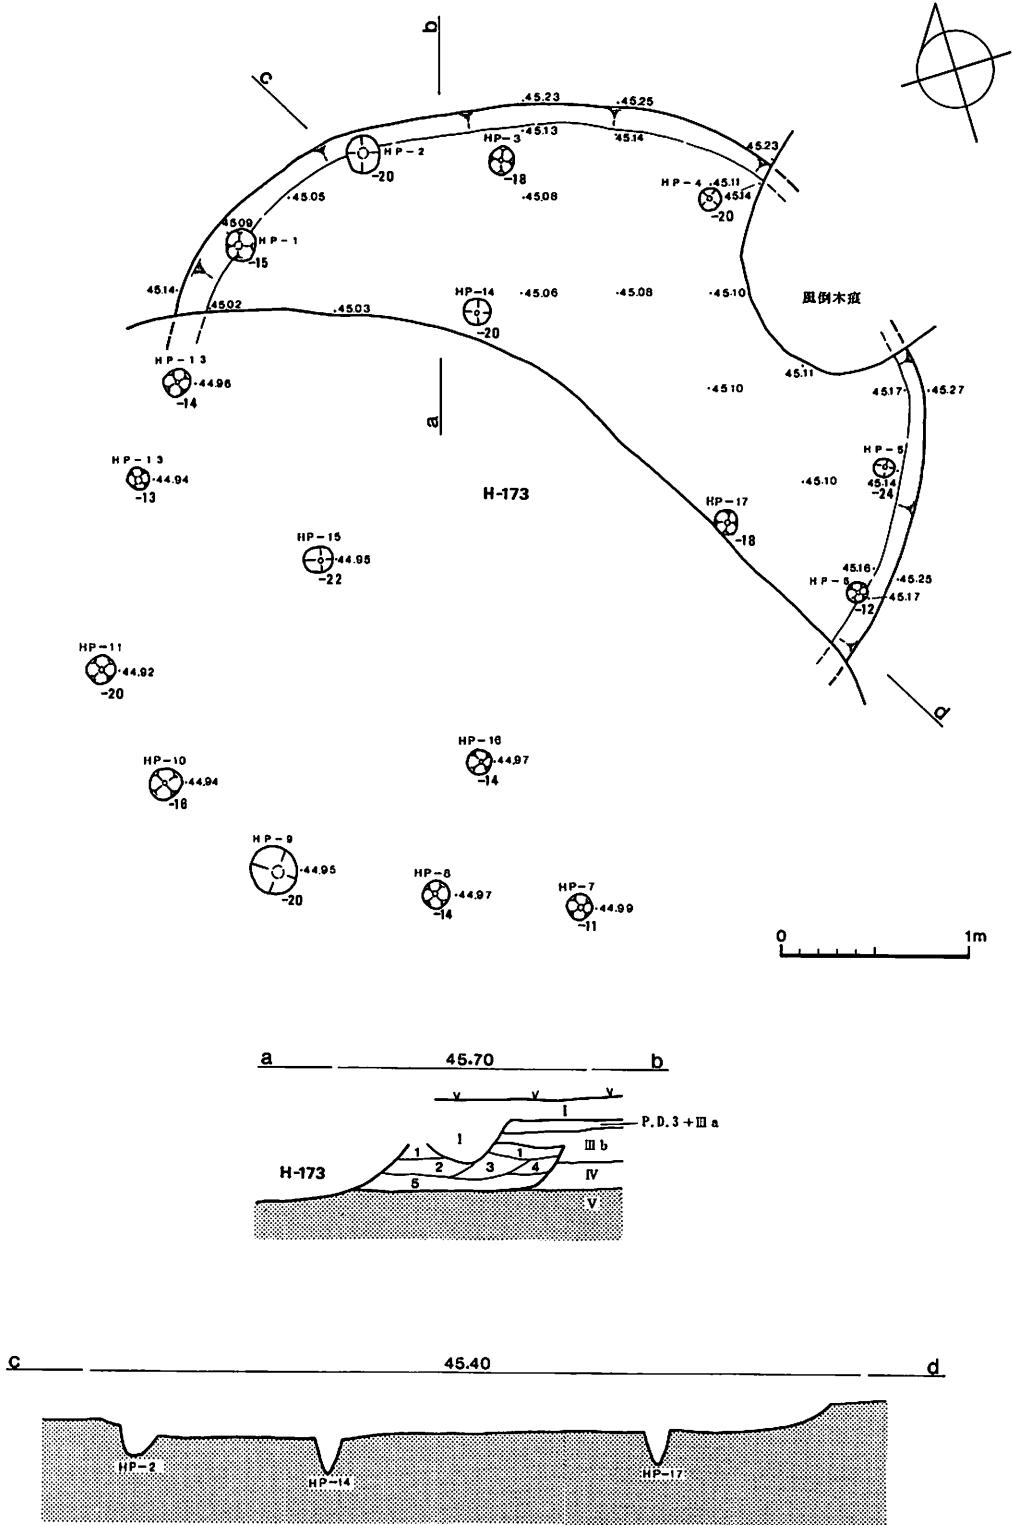 b
c
.45.23
.45.25
.45.13
.45.14
45.23
HP-2
-20
HP-3
-18
HP-4
.45.11
45.14
-20
.45.05
.45.08
45.09
HP-1
-15
45.14.
.45.02
.45.03
HP-14
-20
.45.06
.45.08
.45.10
風倒木痕
HP-13
.44.96
-14
a
.45.10
45.11
45.17.
.45.27
HP-13
.44.94
-13
H-173
HP-5
45.14
-24
.45.10
HP-17
-18
HP-15
.44.95
-22
45.16.
.45.25
HP-6
45.17
-12
HP-11
.44.92
-20
d
HP-10
.44.94
-16
HP-16
.44.97
-14
HP-9
.44.95
-20
HP-8
.44.97
-14
HP-7
.44.99
-11
0 1m
a 45.70 b
I
P.D.3+Ⅲa
I
Ⅲb
1 1
2 3 4
H-173
Ⅳ
5
Ⅴ
c 45.40 d
HP-2
HP-14
HP-17